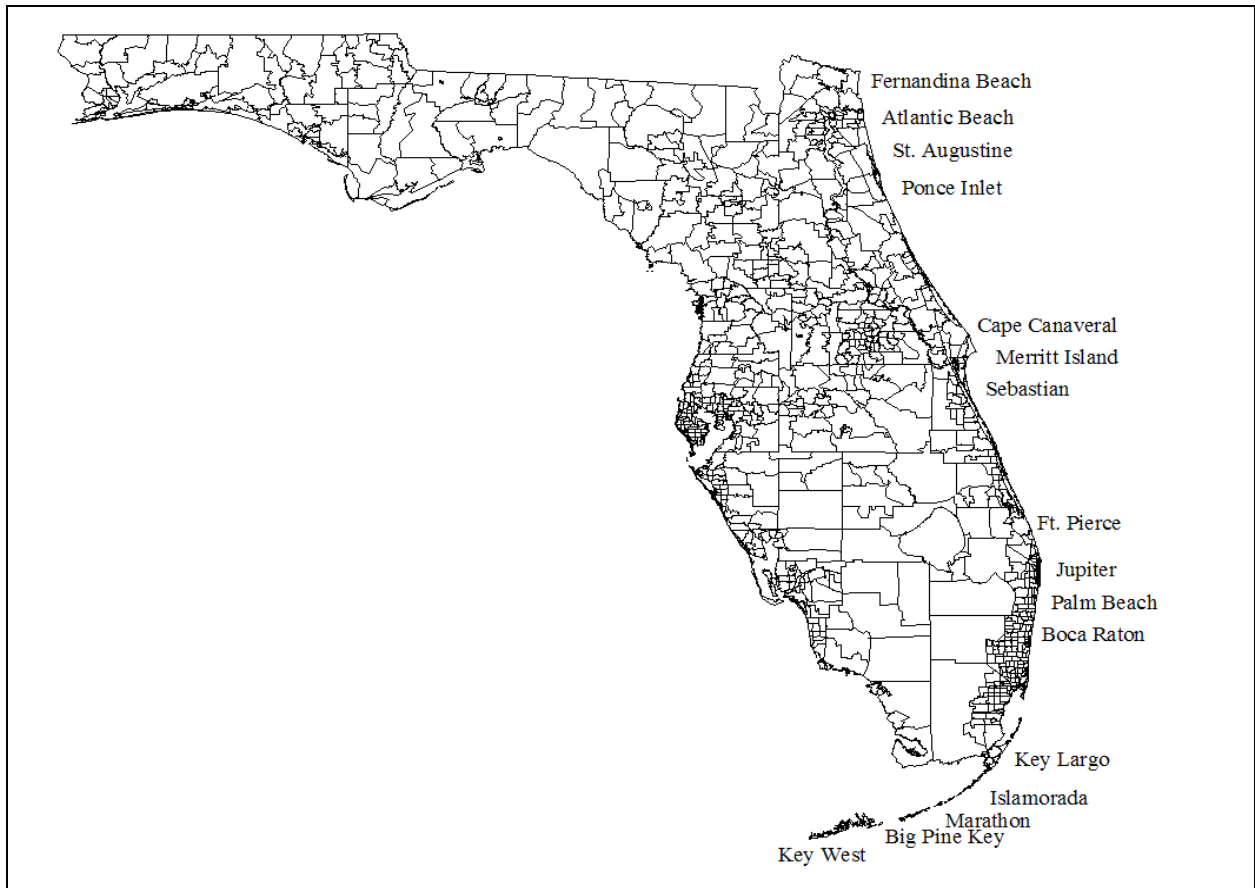 Fernandina Beach
Atlantic Beach
St. Augustine
Ponce Inlet
Cape Canaveral
Merritt Island
Sebastian
Ft. Pierce
Jupiter
Palm Beach
Boca Raton
Key Largo
Islamorada
Marathon
Big Pine Key
Key West